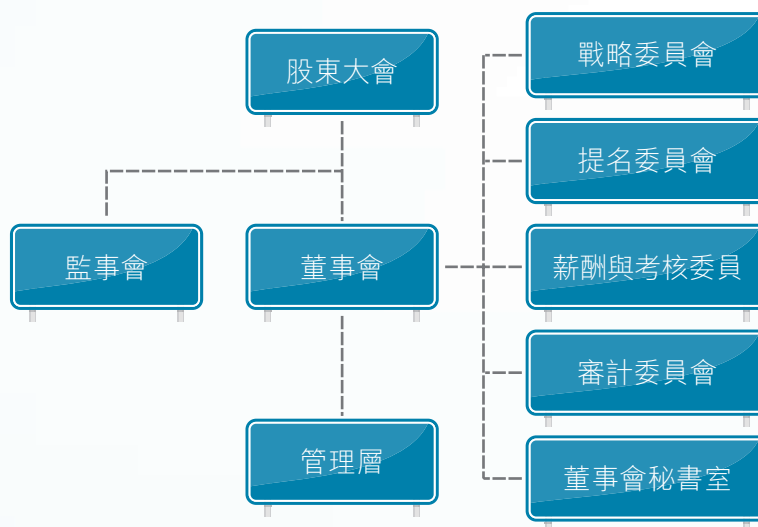 股東大會
監事會
董事會
管理層
戰略委員會
提名委員會
薪酬與考核委員
審計委員會
董事會秘書室